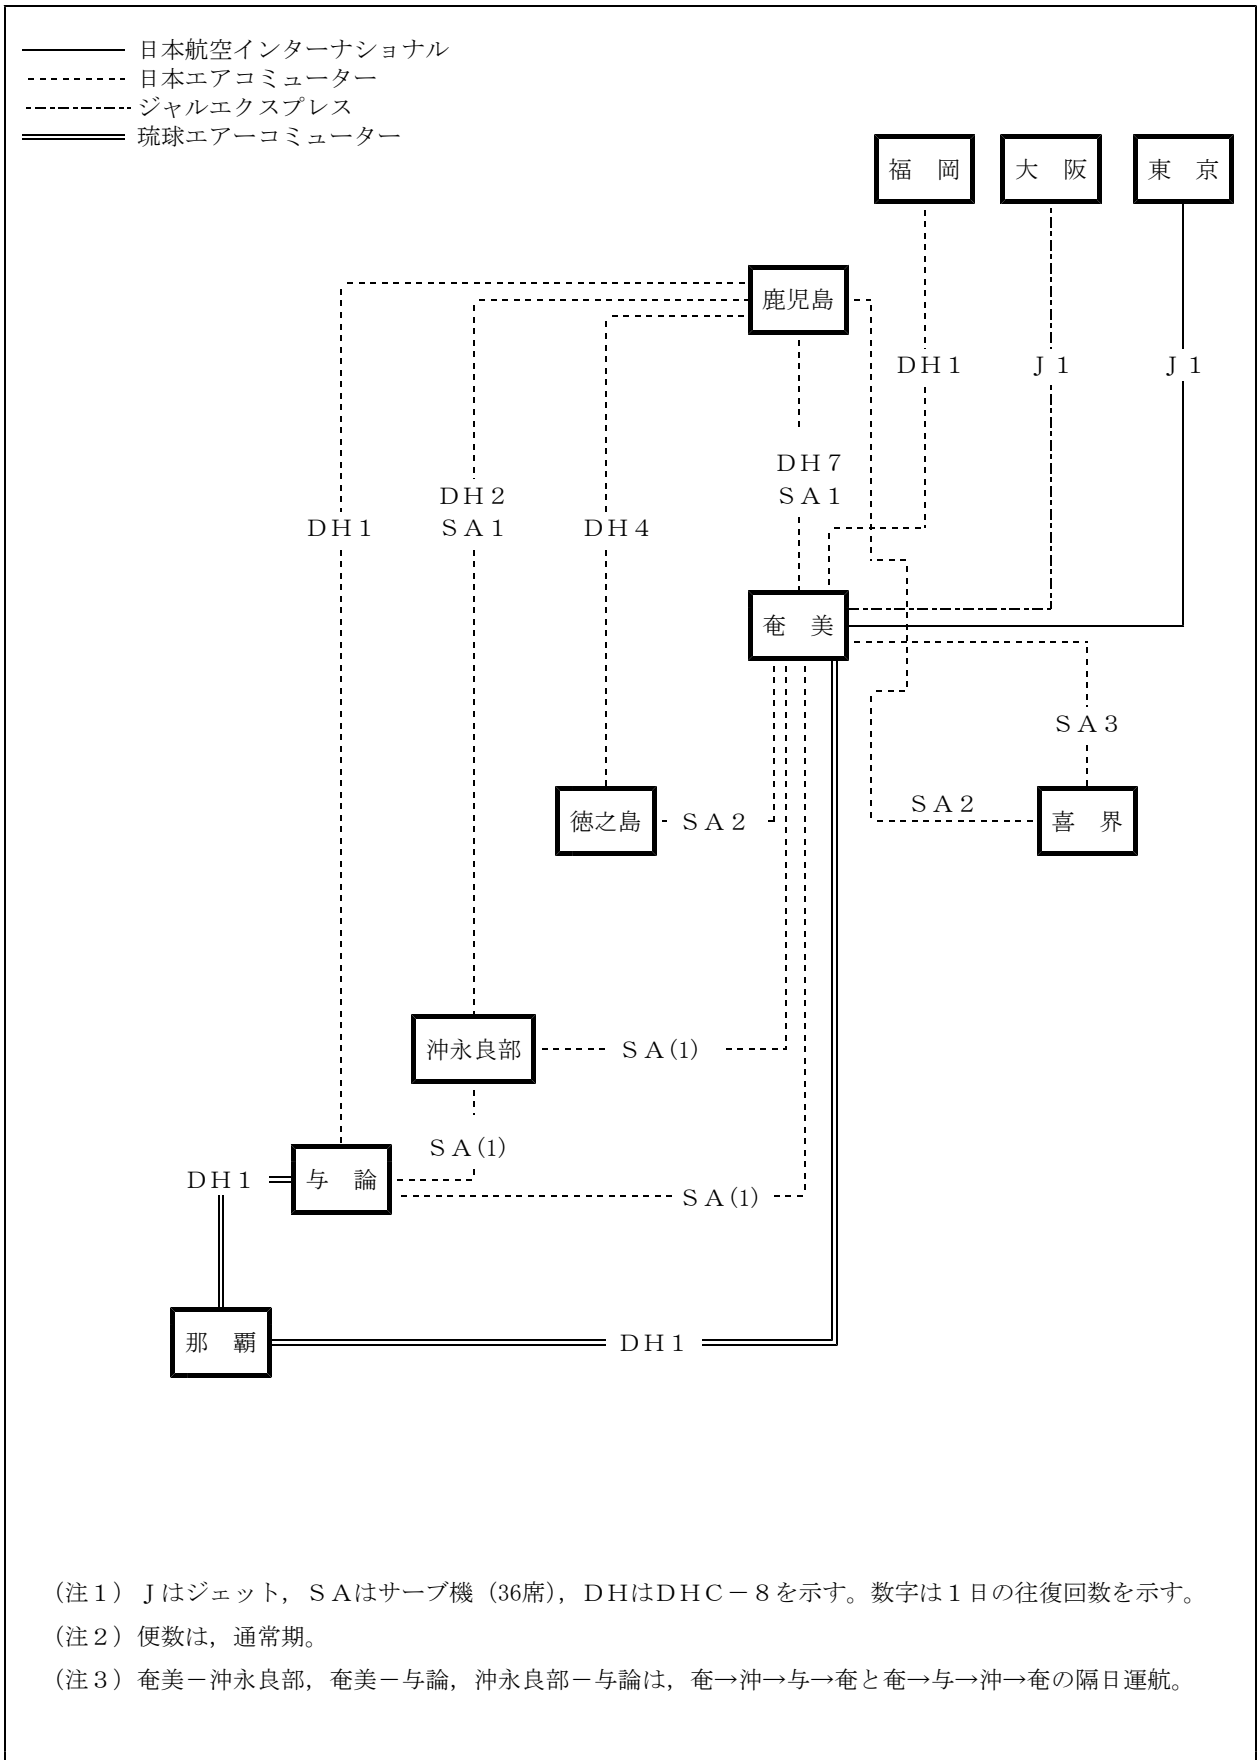 日本航空インターナショナル
日本エアコミューター
ジャルエクスプレス
琉球エアーコミューター
福　岡
大　阪
東　京
鹿児島
ＤＨ１
Ｊ１
Ｊ１
ＤＨ７
ＳＡ１
ＤＨ２
ＳＡ１
ＤＨ１
ＤＨ４
奄　美
ＳＡ３
徳之島
ＳＡ２
ＳＡ２
喜　界
沖永良部
ＳＡ(1)
ＳＡ(1)
ＤＨ１
与　論
ＳＡ(1)
那　覇
ＤＨ１
（注１）Ｊはジェット，ＳＡはサーブ機（36席），ＤＨはＤＨＣ－８を示す。数字は１日の往復回数を示す。
（注２）便数は，通常期。
（注３）奄美－沖永良部，奄美－与論，沖永良部－与論は，奄→沖→与→奄と奄→与→沖→奄の隔日運航。